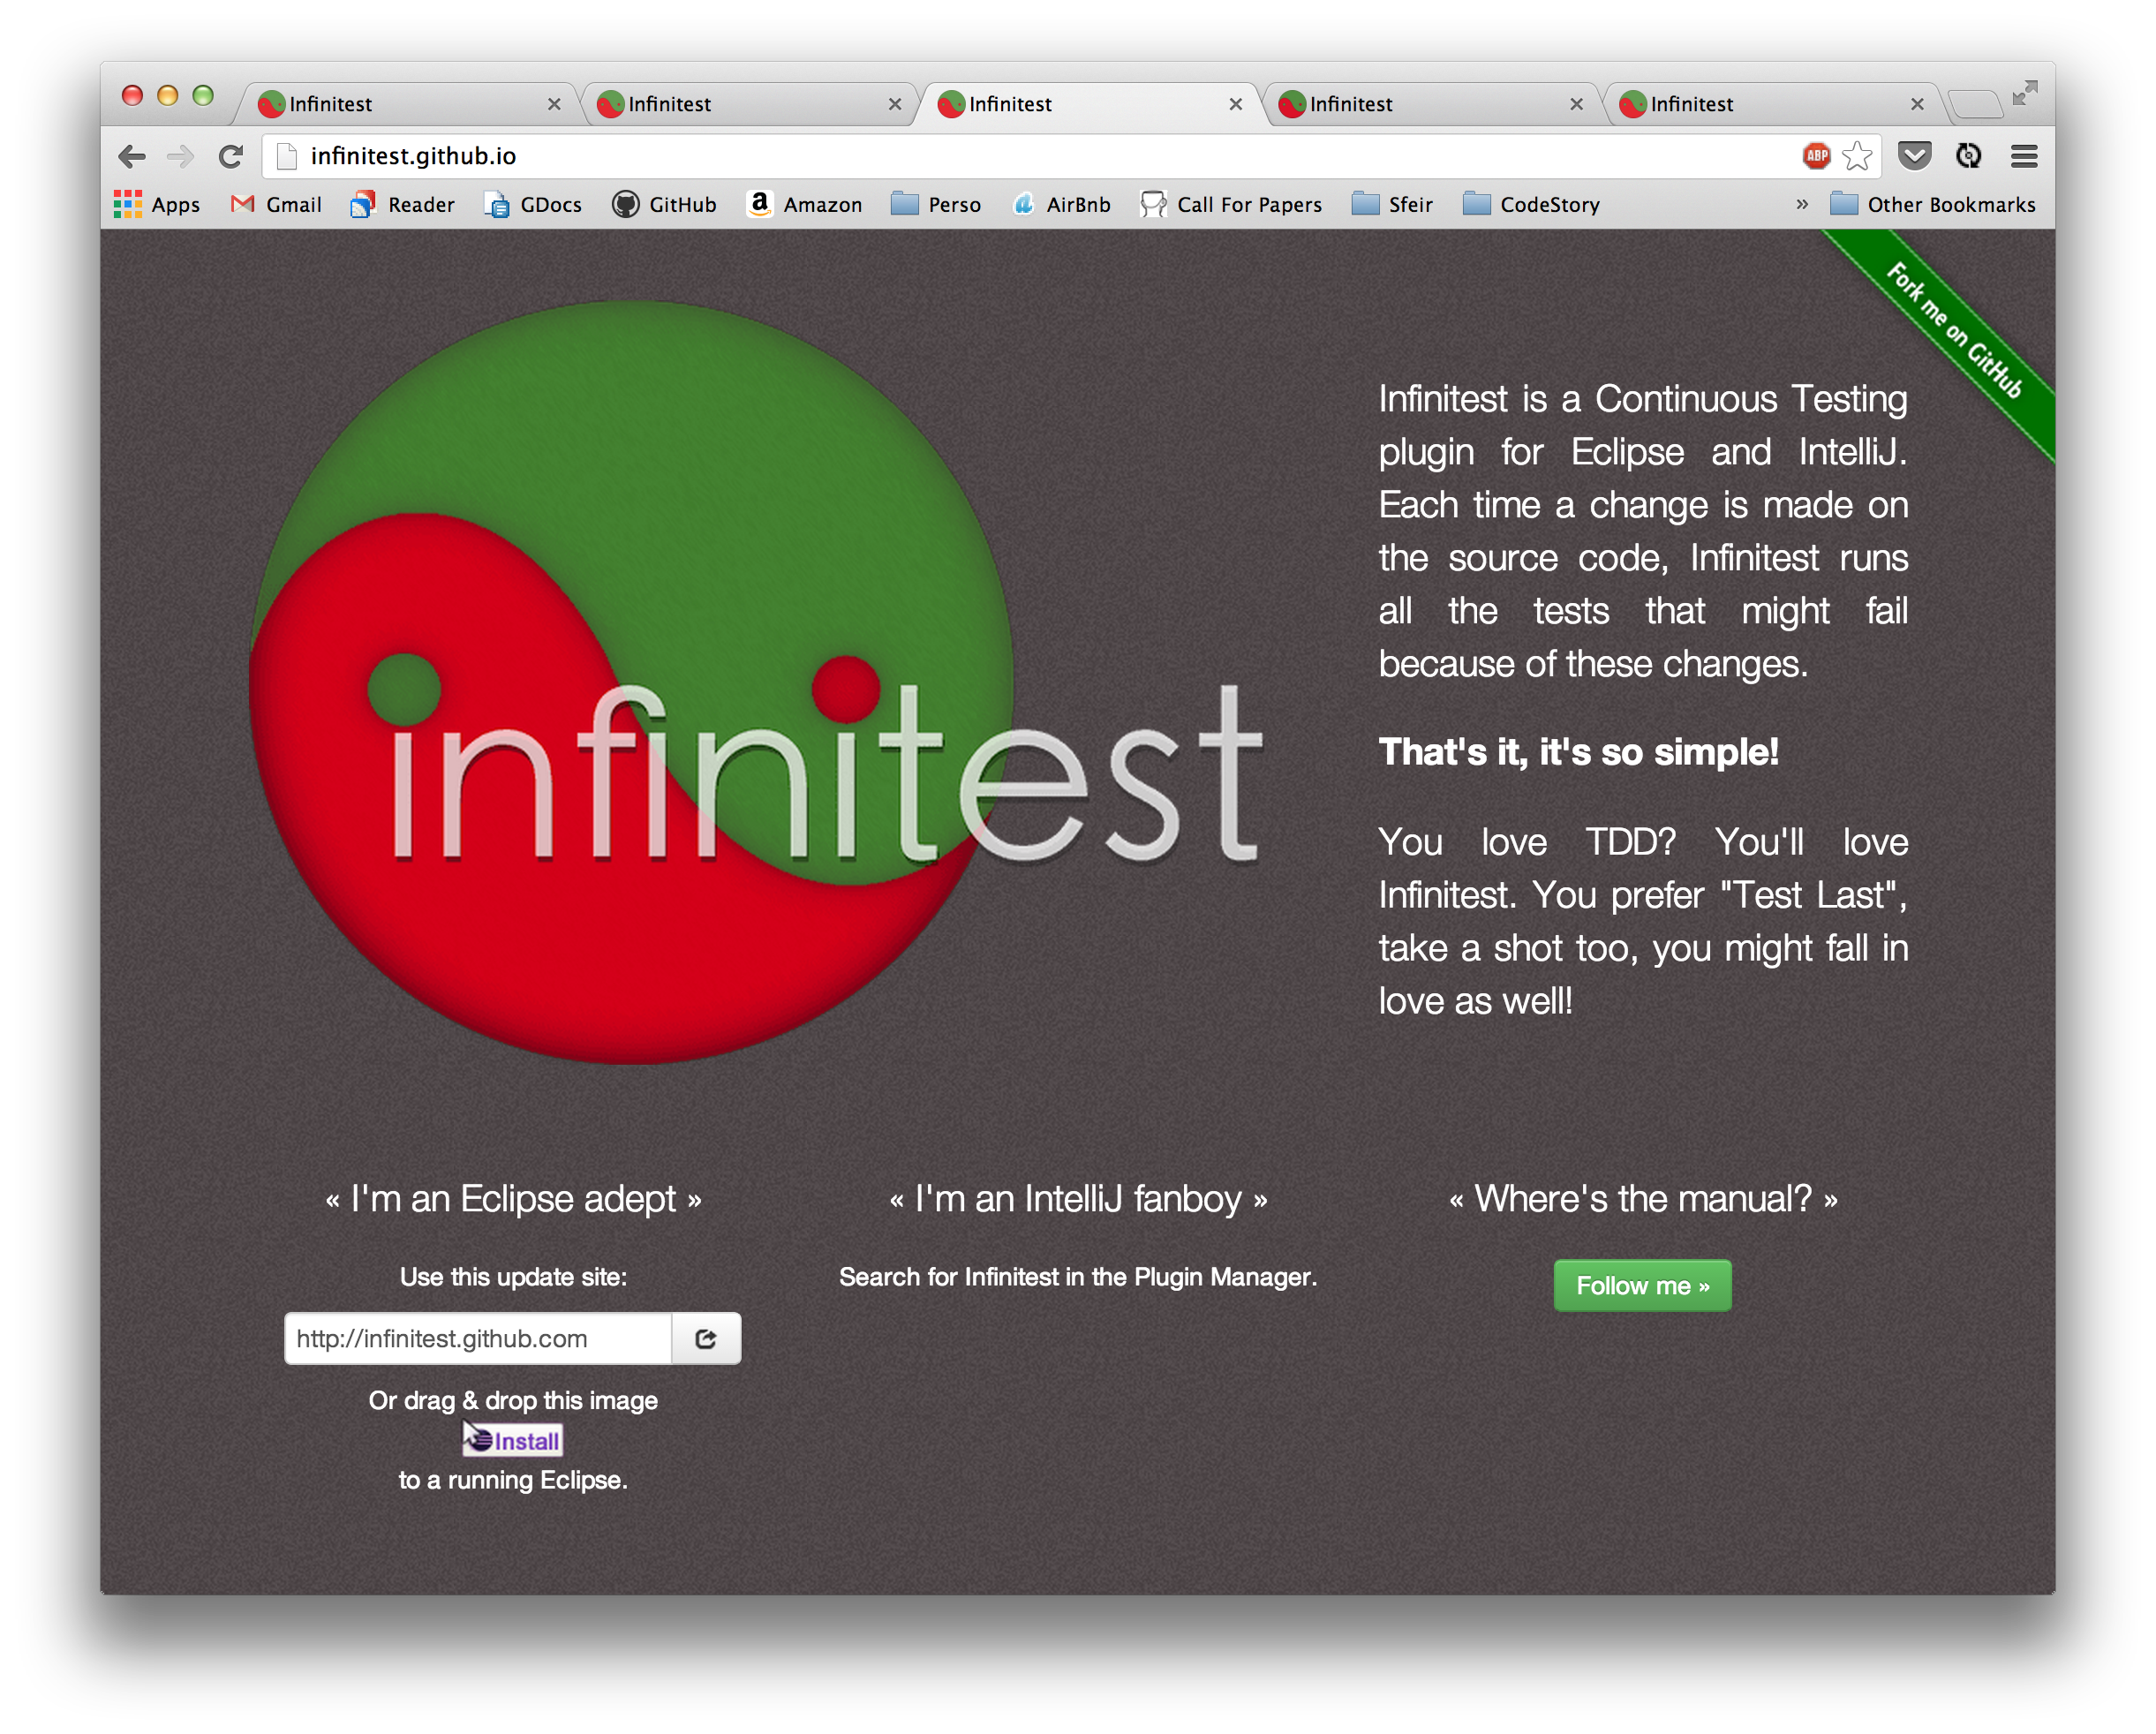 Infinitest
Infinitest
Infinitest
Infinitest
Infinitest
infinitest.github.io
ABP
Apps
Gmail
Reader
GDocs
GitHub
Amazon
Perso
AirBnb
Call For Papers
Sfeir
CodeStory
»
Other Bookmarks
Fork me on GitHub
infinitest
Infinitest is a Continuous Testing
plugin for Eclipse and IntelliJ.
Each time a change is made on
the source code, Infinitest runs
all the tests that might fail
because of these changes.
That's it, it's so simple!
You love TDD? You'll love
Infinitest. You prefer "Test Last",
take a shot too, you might fall in
love as well!
« I'm an Eclipse adept »
Use this update site:
http://infinitest.github.com
Or drag & drop this image
Install
to a running Eclipse.
« I'm an IntelliJ fanboy »
Search for Infinitest in the Plugin Manager.
« Where's the manual? »
Follow me »